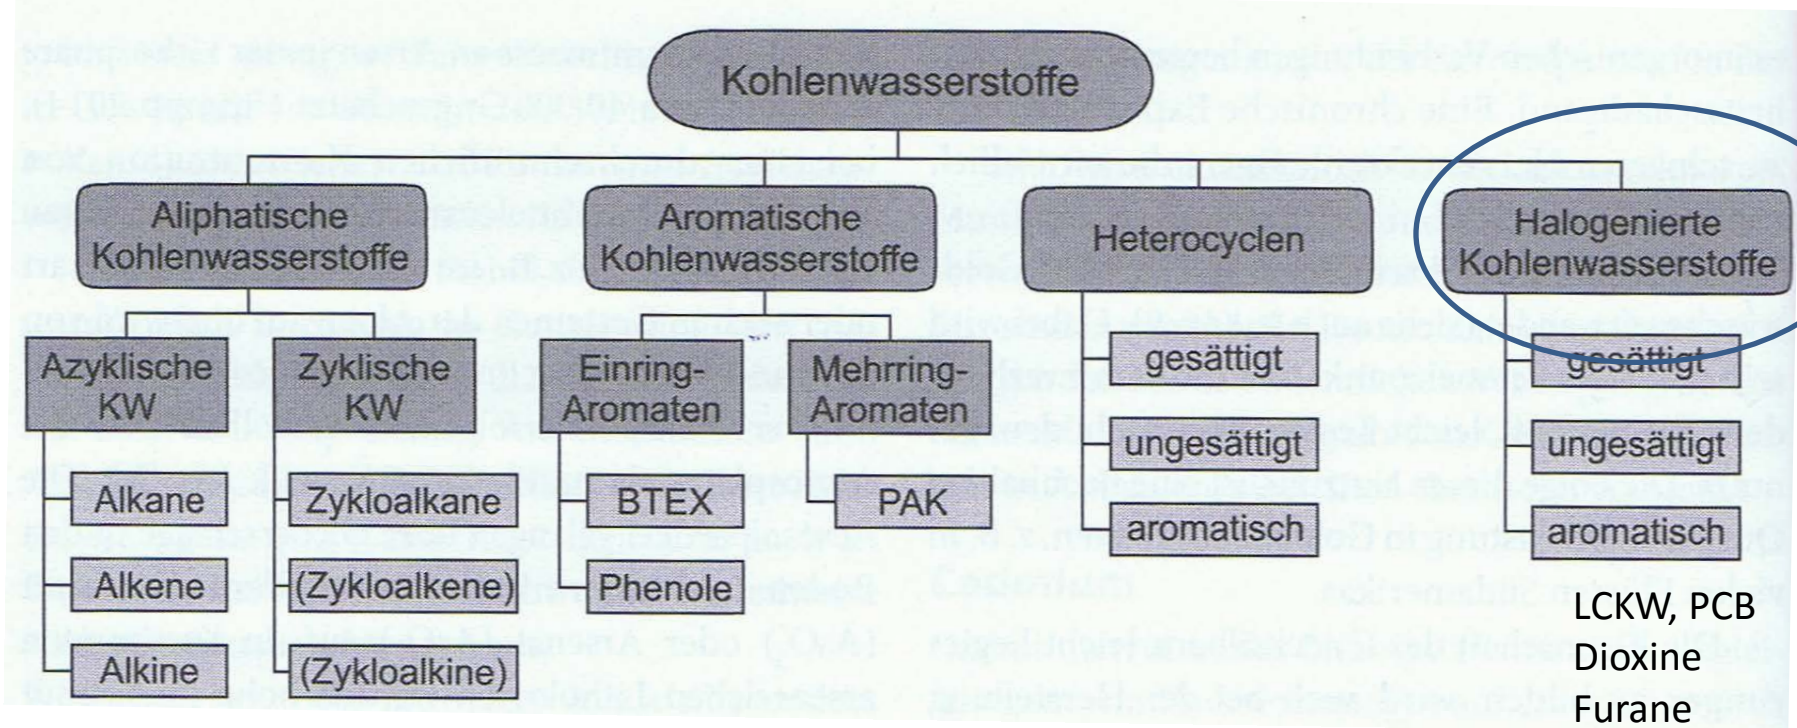 Kohlenwasserstoffe
Aliphatische
Kohlenwasserstoffe
Aromatische
Kohlenwasserstoffe
Heterocyclen
Halogenierte
Kohlenwasserstoffe
Azyklische
KW
Zyklische
KW
Einring-
Aromaten
Mehrring-
Aromaten
gesättigt
ungesättigt
aromatisch
gesättigt
ungesättigt
aromatisch
Alkane
Alkene
Alkine
Zykloalkane
(Zykloalkene)
(Zykloalkine)
BTEX
Phenole
PAK
LCKW, PCB
Dioxine
Furane